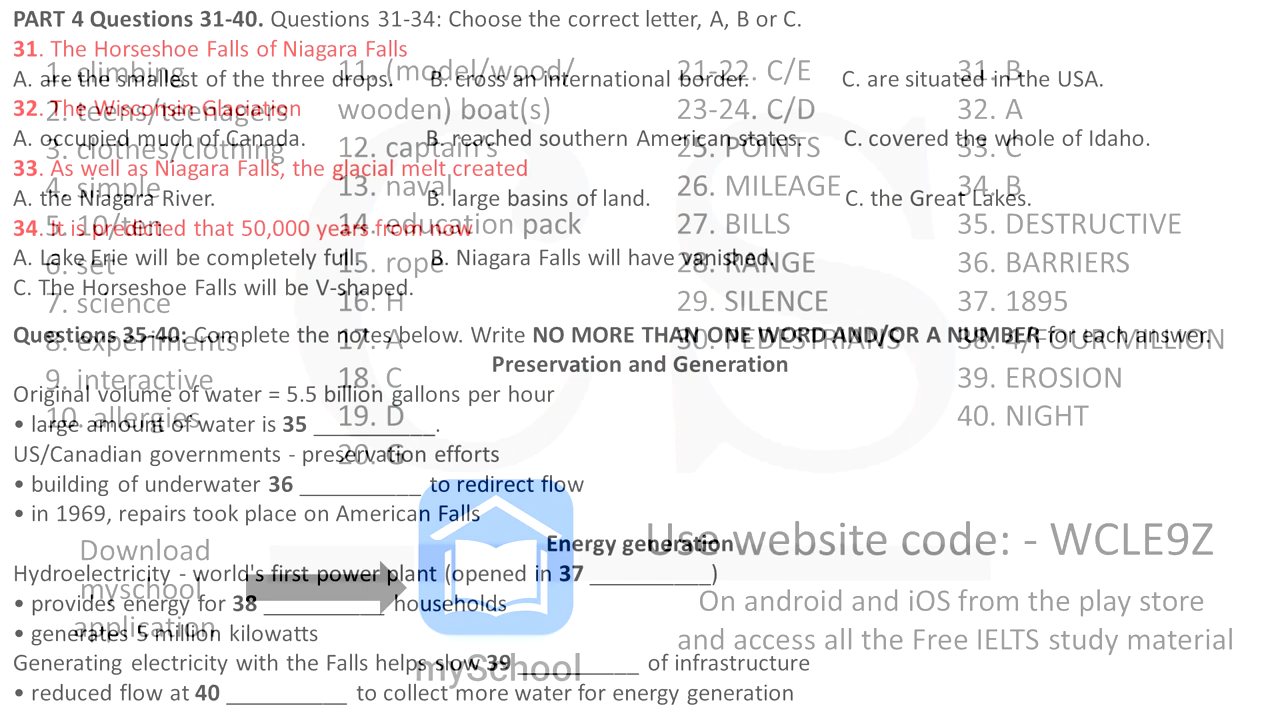 PART 4 Questions 31-40. Questions 31-34: Choose the correct letter, A, B or C.
31. The Horseshoe Falls of Niagara Falls
A. are the smallest of the three drops. B. cross an international border. C. are situated in the USA.
32. The Wisconsin Glaciation
A. occupied much of Canada. B. reached southern American states. C. covered the whole of Idaho.
33. As well as Niagara Falls, the glacial melt created
A. the Niagara River. B. large basins of land. C. the Great Lakes.
34. It is predicted that 50,000 years from now
A. Lake Erie will be completely full. B. Niagara Falls will have vanished.
C. The Horseshoe Falls will be V-shaped.
Questions 35-40: Complete the notes below. Write NO MORE THAN ONE WORD AND/OR A NUMBER for each answer.
Preservation and Generation
Original volume of water = 5.5 billion gallons per hour
• large amount of water is 35 __________.
US/Canadian governments - preservation efforts
• building of underwater 36 __________ to redirect flow
• in 1969, repairs took place on American Falls
Energy generation
Hydroelectricity - world's first power plant (opened in 37 __________)
• provides energy for 38 __________ households
• generates 5 million kilowatts
Generating electricity with the Falls helps slow 39 __________ of infrastructure
• reduced flow at 40 __________ to collect more water for energy generation
1. climbing
2. teens/teenagers
3. clothes/clothing
4. simple
5. 10/ten
6. set
7. science
8. experiments
9. interactive
10. allergies
11. (model/wood/
wooden) boat(s)
12. captain's
13. naval
14. education pack
15. rope
16. H
17. A
18. C
19. D
20. G
21-22. C/E
23-24. C/D
25. POINTS
26. MILEAGE
27. BILLS
28. RANGE
29. SILENCE
30. PEDESTRIANS
31. B
32. A
33. C
34. B
35. DESTRUCTIVE
36. BARRIERS
37. 1895
38. 4/FOUR MILLION
39. EROSION
40. NIGHT
Download
myschool
application
mySchool
Use website code: - WCLE9Z
On android and iOS from the play store
and access all the Free IELTS study material
CS